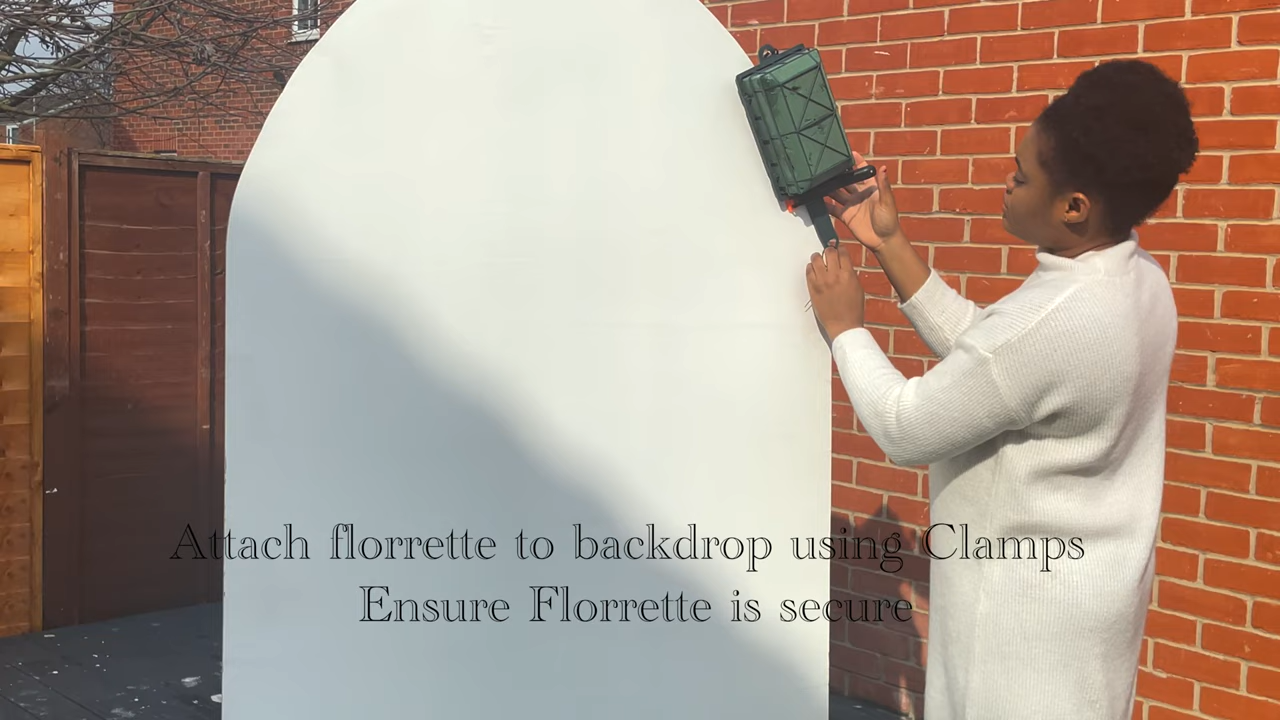 Attach florrette to backdrop using Clamps
Ensure Florrette is secure